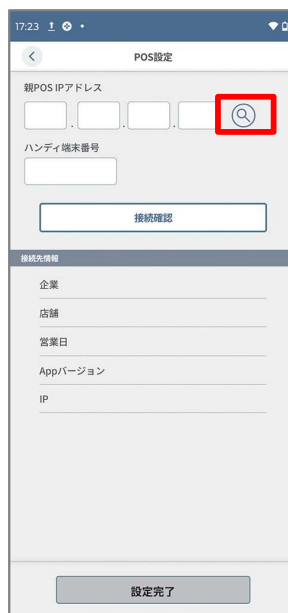 17:23
POS設定
親POS IPアドレス
. . .
ハンディ端末番号
接続確認
接続先情報
企業
店舗
営業日
Appバージョン
IP
設定完了